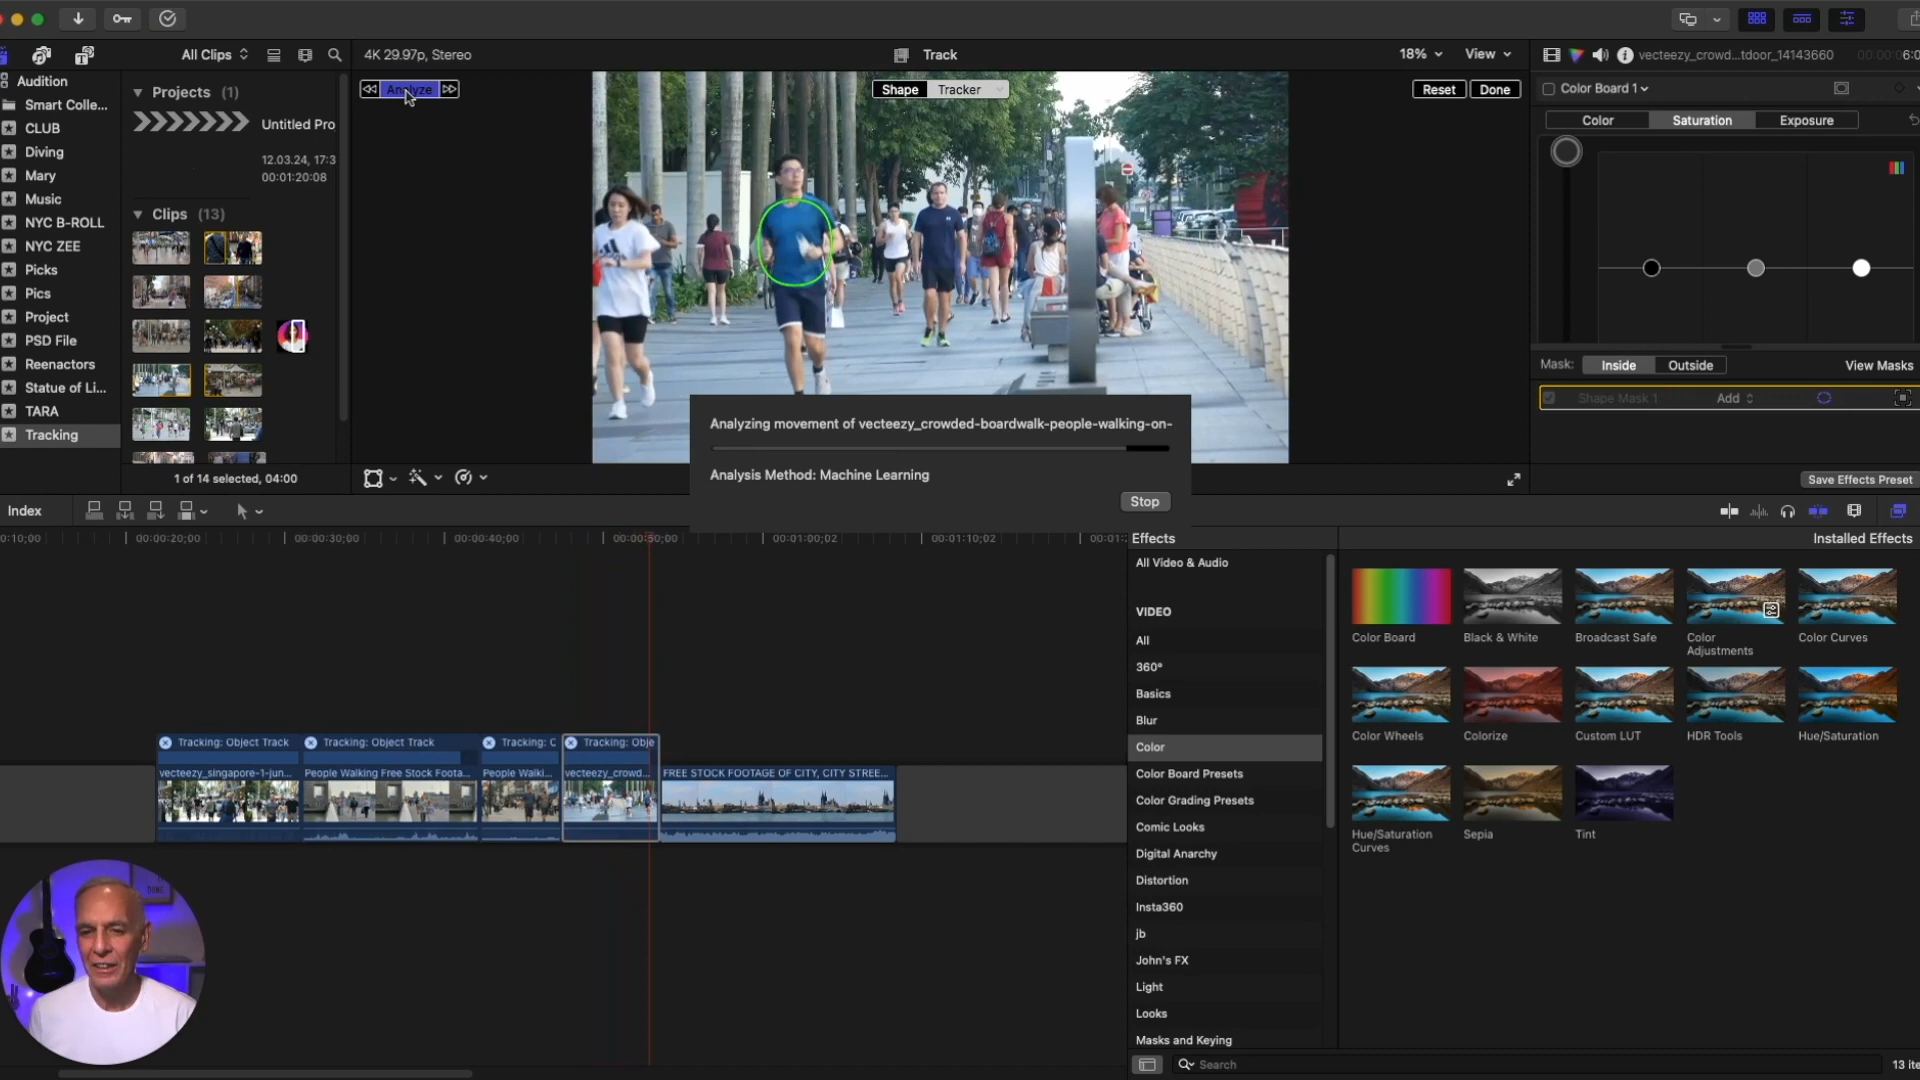 All Clips
4K 29.97p, Stereo
Track
18%
View
vecteezy_crowd...tdoor_14143660
6:0
Audition
Smart Colle...
CLUB
Diving
Mary
Music
NYC B-ROLL
NYC ZEE
Picks
Pics
Project
PSD File
Reenactors
Statue of Li...
TARA
Tracking
Projects (1)
Untitled Pro
12.03.24, 17:3
00:01:20:08
Clips (13)
1 of 14 selected, 04:00
Analyze
Shape
Tracker
Reset
Done
Color Board 1
Color
Saturation
Exposure
Mask:
Inside
Outside
View Masks
Shape Mask 1
Add
Save Effects Preset
Analyzing movement of vecteezy_crowded-boardwalk-people-walking-on-
Analysis Method: Machine Learning
Stop
Index
0:10;00
00:00:20;00
00:00:30;00
00:00:40;00
00:00:50;00
00:01:00;02
00:01:10;02
00:01:
Tracking: Object Track
Tracking: Object Track
Tracking: C
Tracking: Obje
vecteezy_singapore-1-jun...
People Walking Free Stock Foota...
People Walki...
vecteezy_crowd...
FREE STOCK FOOTAGE OF CITY, CITY STREE...
Effects
Installed Effects
All Video & Audio
VIDEO
All
360°
Basics
Blur
Color
Color Board Presets
Color Grading Presets
Comic Looks
Digital Anarchy
Distortion
Insta360
jb
John's FX
Light
Looks
Masks and Keying
Color Board
Black & White
Broadcast Safe
Color
Adjustments
Color Curves
Color Wheels
Colorize
Custom LUT
HDR Tools
Hue/Saturation
Hue/Saturation
Curves
Sepia
Tint
Search
13 ite